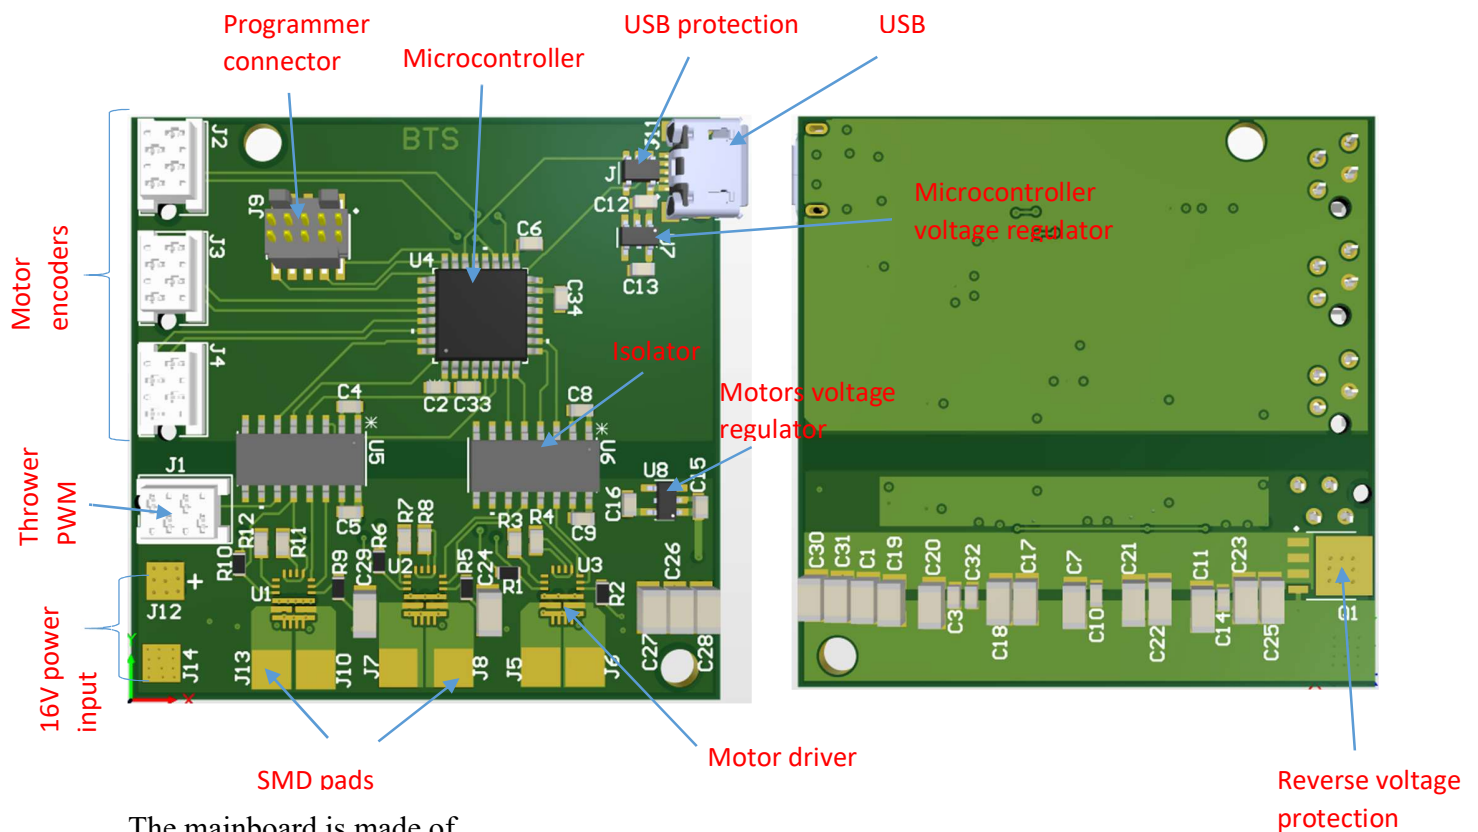 Programmer
connector
Microcontroller
USB protection
USB
BTS
J2
J9
J11
J
C12
Microcontroller
voltage regulator
U7
C13
C6
U4
C34
J3
Motor
encoders
J4
Isolator
C2 C33
C4
C8
Motors voltage
regulator
U5
U6
U8
C15
C16
J1
Thrower
PWM
C5
C9
R12
R11
R10
R9
R6
R7
R8
R5
R3
R4
R1
R2
C29
U2
C24
U3
U1
C26
C27
C28
J12
+
J14
16V power
input
Y
X
J13
J10
J7
J8
J5
J6
C30
C31
C1
C19
C20
C32
C17
C7
C21
C11
C23
C3
C18
C10
C22
C14
C25
Q1
SMD pads
Motor driver
Reverse voltage
protection
The mainboard is made of